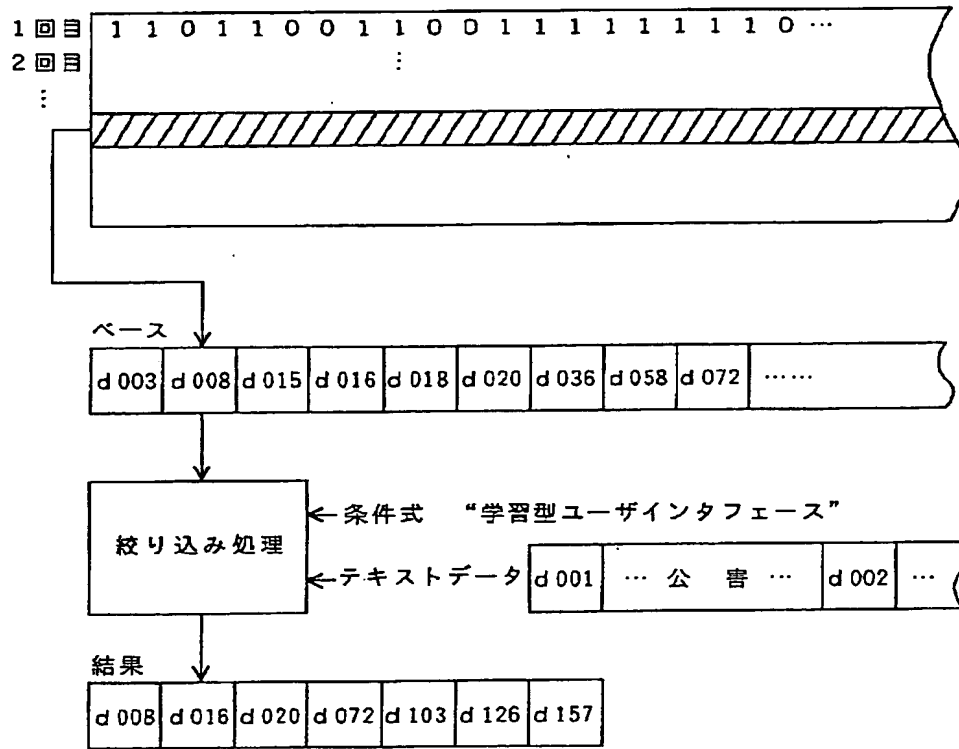 1回目 1 1 0 1 1 0 0 1 1 0 0 1 1 1 1 1 1 1 1 0 …
2回目 ⋮
⋮
ベース
d 003 d 008 d 015 d 016 d 018 d 020 d 036 d 058 d 072 ……
絞り込み処理
条件式 “学習型ユーザインタフェース”
テキストデータ d 001 … 公 害 … d 002 …
結果
d 008 d 016 d 020 d 072 d 103 d 126 d 157